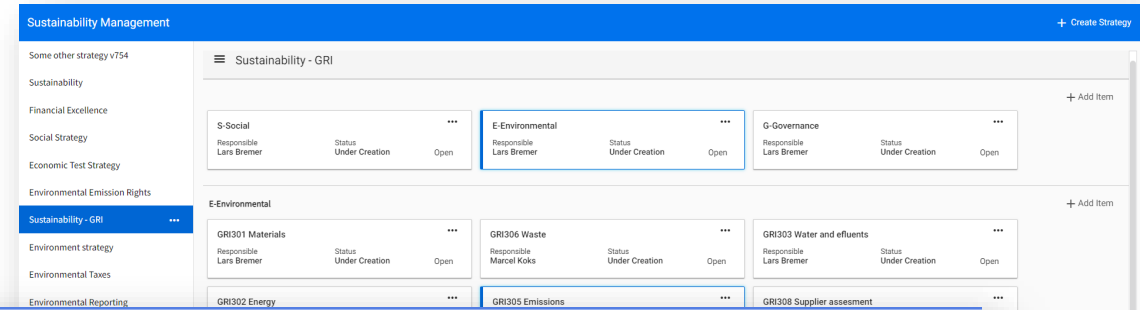 Sustainability Management
+ Create Strategy
Some other strategy v754
Sustainability
Financial Excellence
Social Strategy
Economic Test Strategy
Environmental Emission Rights
Sustainability - GRI
Environment strategy
Environmental Taxes
Environmental Reporting
Sustainability - GRI
+ Add Item
S-Social
Responsible Status
Lars Bremer Under Creation Open
E-Environmental
Responsible Status
Lars Bremer Under Creation Open
G-Governance
Responsible Status
Lars Bremer Under Creation Open
E-Environmental
+ Add Item
GRI301 Materials
Responsible Status
Lars Bremer Under Creation Open
GRI306 Waste
Responsible Status
Marcel Koks Under Creation Open
GRI303 Water and efluents
Responsible Status
Lars Bremer Under Creation Open
GRI302 Energy
GRI305 Emissions
GRI308 Supplier assesment